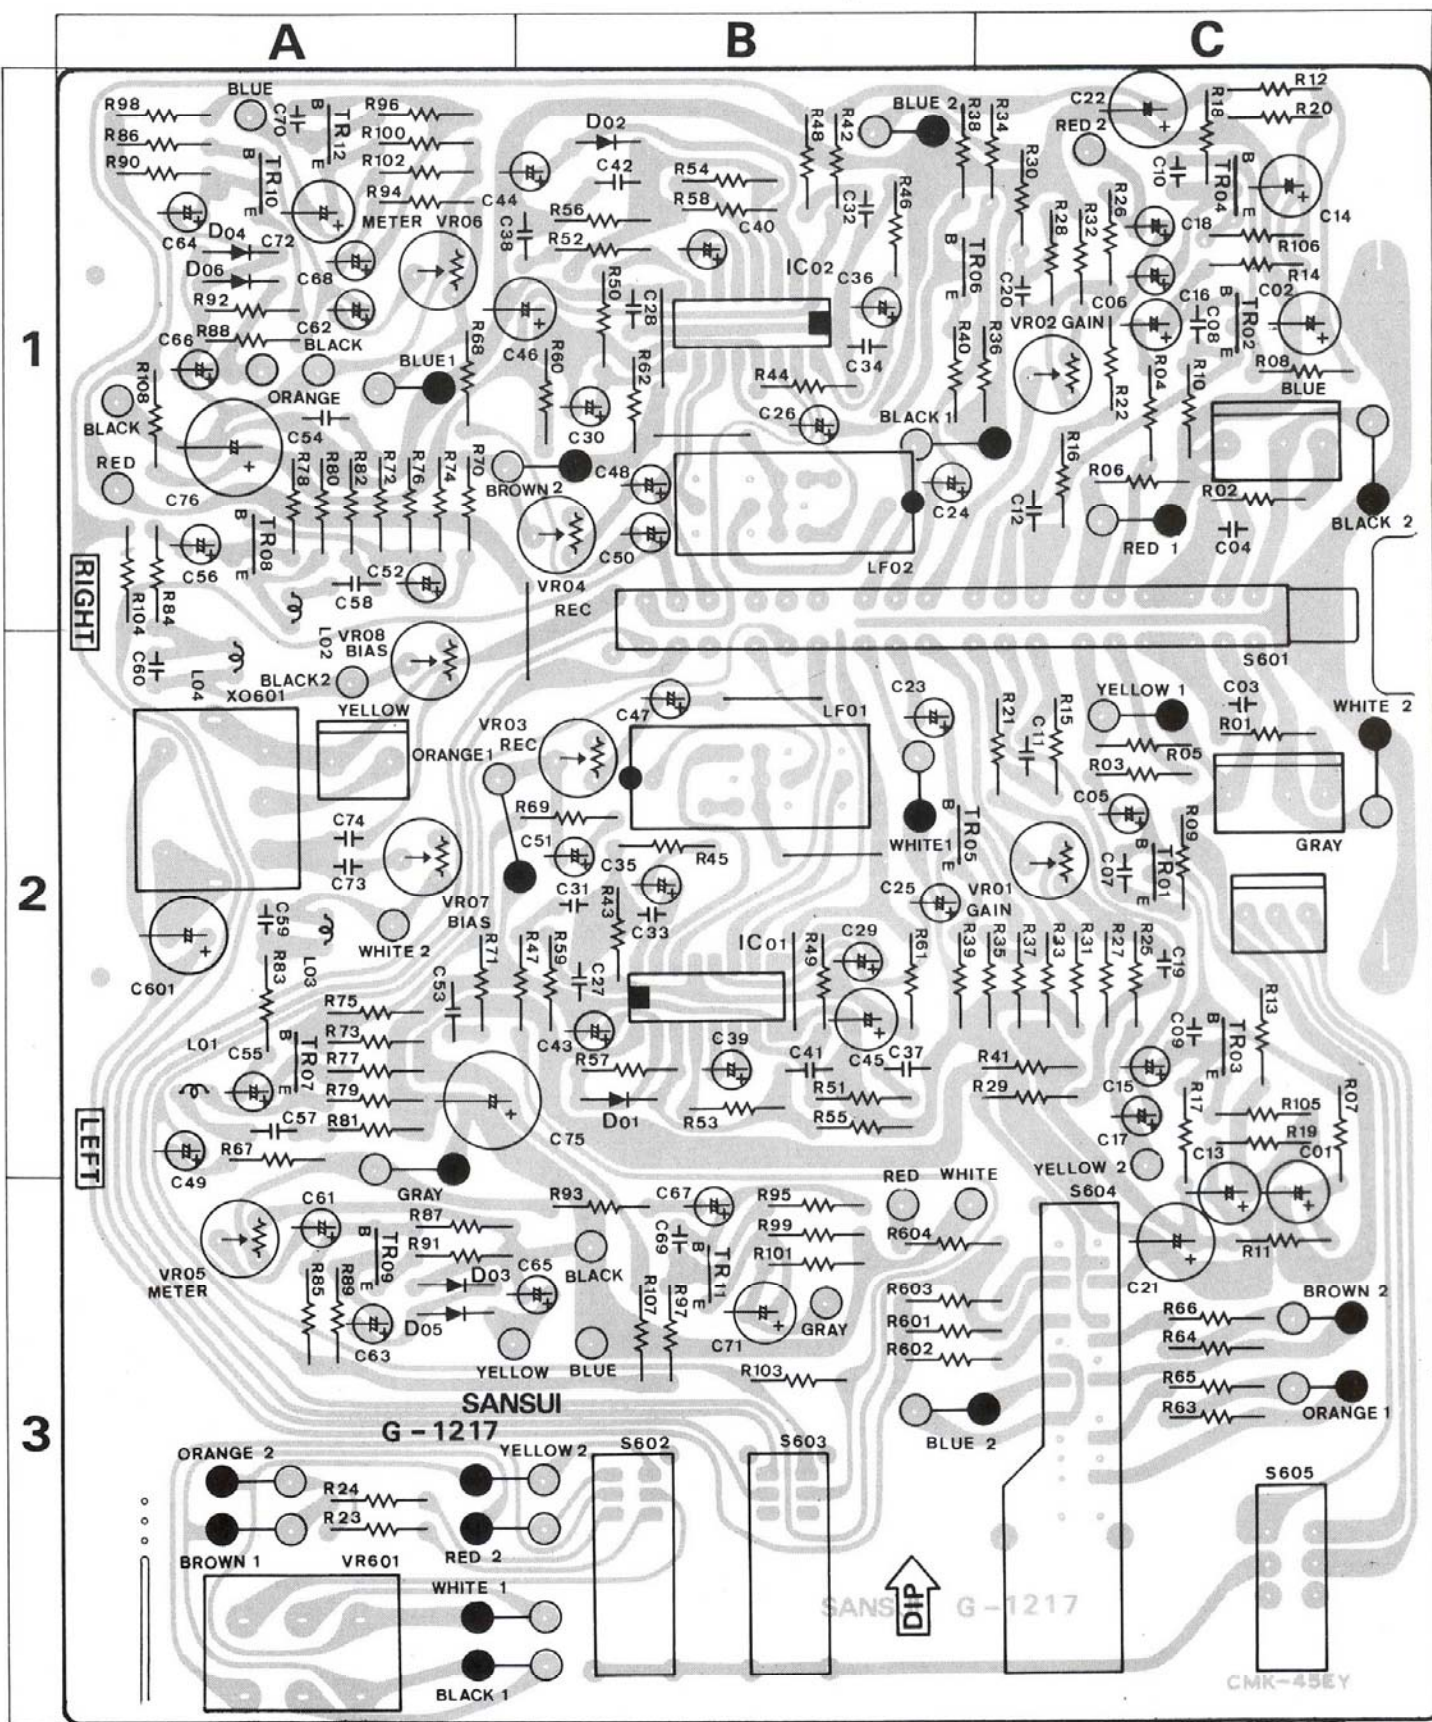 A B C
1
BLUE
R98
R86
R90
C70
B
TR12
E
R96
R100
R102
R94
B
TR10
E
METER VR06
C44
C64
D04
C72
D06
C68
R92
R88
C62
C66
BLACK
BLUE1
R68
R108
BLACK
ORANGE
C54
RED
C76
R78
R80
R82
R72
R76
R74
R70
B
TR08
E
C56
C52
C58
RIGHT
R104
R84
D02
C42
R54
R58
C40
R48
R42
BLUE 2
R38
R34
C32
R46
R56
R52
C38
IC02
C36
B
TR06
E
R50
C28
C46
R60
R62
C34
R44
C26
R40
R36
C30
BLACK 1
BROWN 2
C48
C24
C50
LF02
VR04
REC
C22
R18
R12
R20
RED 2
R30
C10
B
TR04
E
C14
R28
R32
R26
C18
R106
R14
C20
C06
C16
C08
B
TR02
E
C02
VR02 GAIN
R22
R04
R10
R08
BLUE
R16
R06
R02
C12
RED 1
C04
BLACK 2
S601
2
C60
L04
L02
VR08
BIAS
XO601
BLACK2
YELLOW
ORANGE1
C74
C73
VR07
BIAS
C59
L03
WHITE 2
C601
R83
R71
C53
R75
R73
R77
R79
R81
L01
C55
B
TR07
E
C57
LEFT
R67
C49
GRAY
C75
C47
LF01
C23
VR03
REC
R69
C51
R45
C35
WHITE1
B
TR05
E
C31
R43
C33
C25
VR01
GAIN
R47
R59
C27
IC01
R49
C29
R61
R39
R35
R37
R33
R31
R27
R25
C19
C43
C39
C41
C45
C37
R57
D01
R53
R51
R55
R41
R29
YELLOW 1
C03
R01
WHITE 2
R21
C11
R15
R05
R03
C05
R09
GRAY
C07
B
TR01
E
R13
C09
B
TR03
E
C15
C17
R17
R105
R19
R07
YELLOW 2
C13
C01
3
VR05
METER
C61
B
TR09
E
R87
R91
D03
D05
R85
R89
C63
C65
R93
C67
C69
B
TR11
E
BLACK
R95
R99
R101
R107
R97
C71
GRAY
YELLOW
BLUE
R103
RED
WHITE
R604
R603
R601
R602
S604
C21
R11
BROWN 2
R66
R64
R65
R63
ORANGE 1
BLUE 2
SANSUI
G-1217
ORANGE 2
YELLOW2
S602
S603
S605
R24
R23
BROWN 1
VR601
RED 2
WHITE 1
BLACK 1
DIP
SANSUI G-1217
CMK-45EY